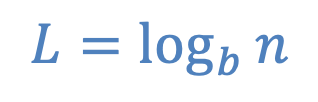 L = log_b n